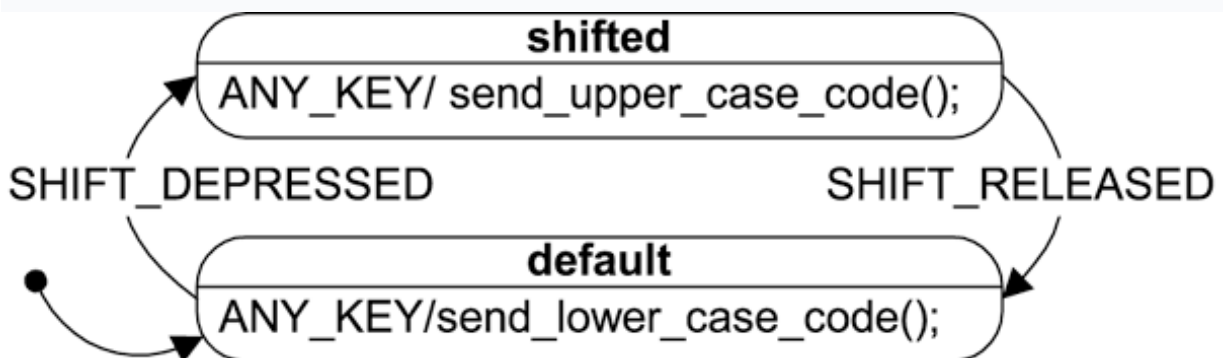 shifted
ANY_KEY/ send_upper_case_code();
SHIFT_DEPRESSED
SHIFT_RELEASED
default
ANY_KEY/send_lower_case_code();